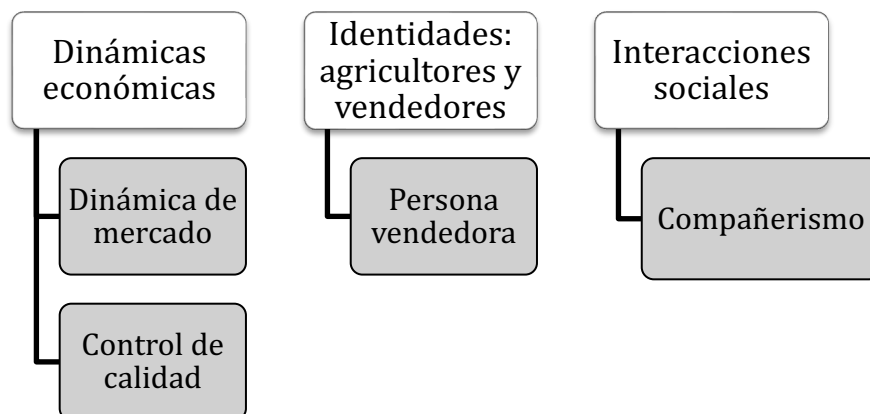 Dinámicas
económicas
Dinámica de
mercado
Control de
calidad
Identidades:
agricultores y
vendedores
Persona
vendedora
Interacciones
sociales
Compañerismo